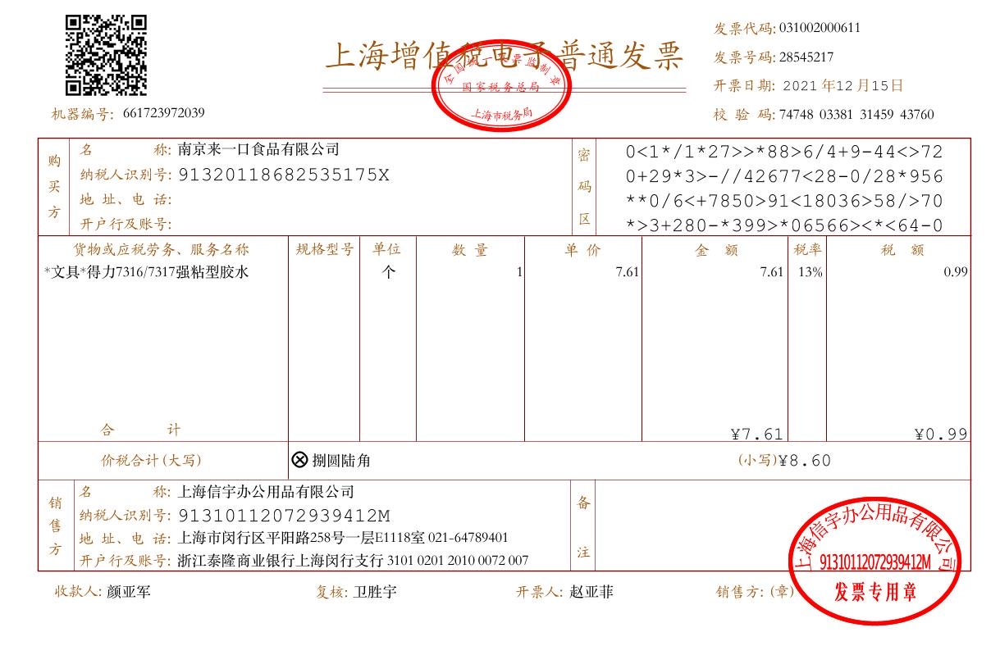 上海增值税电子普通发票
全国统一发票监制章
国家税务总局
上海市税务局
发票代码: 031002000611
发票号码: 28545217
开票日期: 2021 年12 月15日
校 验 码: 74748 03381 31459 43760
机器编号: 661723972039
购买方
名 称: 南京来一口食品有限公司
纳税人识别号: 91320118682535175X
地 址、电 话:
开户行及账号:
密码区
0<1*/1*27>>*88>6/4+9-44<>72
0+29*3>-//42677<28-0/28*956
**0/6<+7850>91<18036>58/>70
*>3+280-*399>*06566><*<64-0
货物或应税劳务、服务名称 规格型号 单位 数 量 单 价 金 额 税率 税 额
*文具*得力7316/7317强粘型胶水 个 1 7.61 7.61 13% 0.99
合 计 ¥7.61 ¥0.99
价税合计(大写) ⊗ 捌圆陆角 (小写)¥8.60
销售方
名 称: 上海信宇办公用品有限公司
纳税人识别号: 91310112072939412M
地 址、电 话: 上海市闵行区平阳路258号一层E1118室 021-64789401
开户行及账号: 浙江泰隆商业银行上海闵行支行 3101 0201 2010 0072 007
备注
收款人: 颜亚军 复核: 卫胜宇 开票人: 赵亚菲 销售方: (章)
上海信宇办公用品有限公司
91310112072939412M
发票专用章